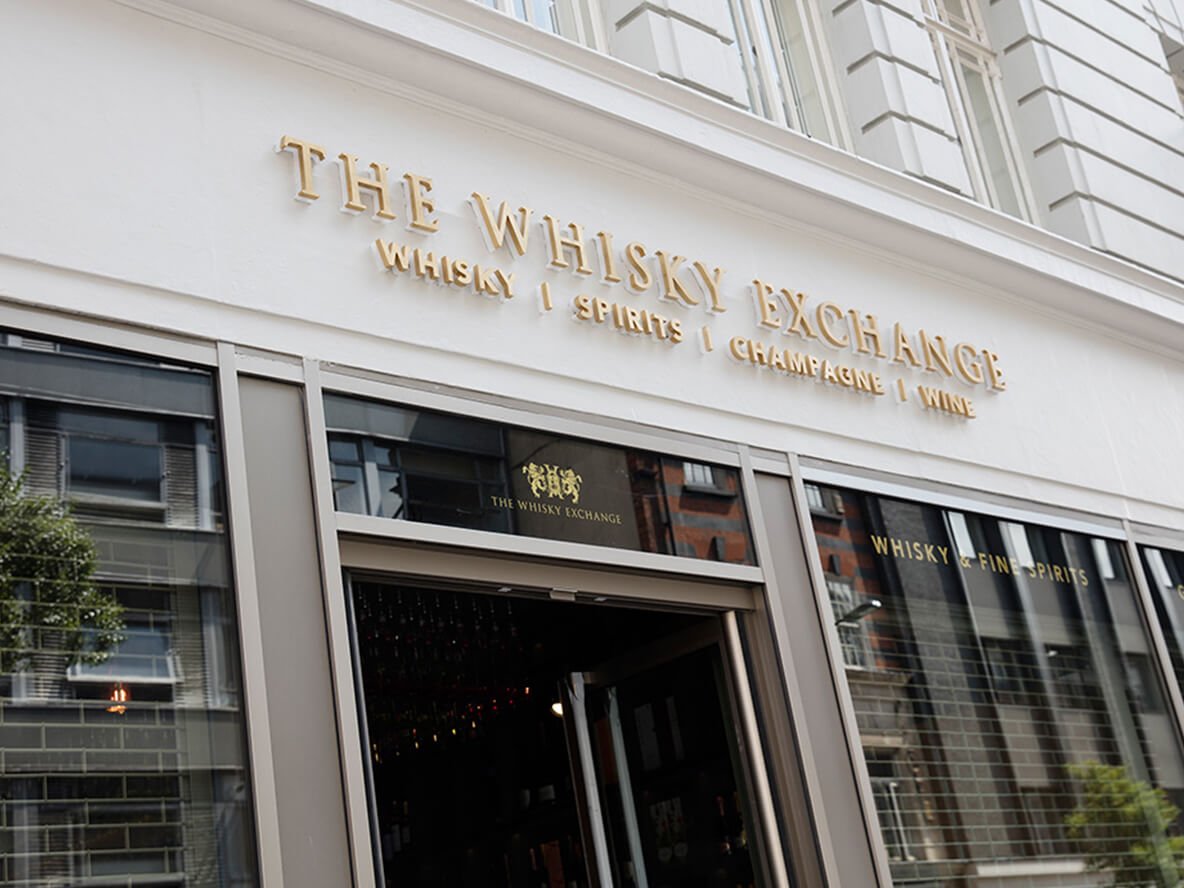 THE WHISKY EXCHANGE
WHISKY | SPIRITS | CHAMPAGNE | WINE
THE WHISKY EXCHANGE
WHISKY & FINE SPIRITS